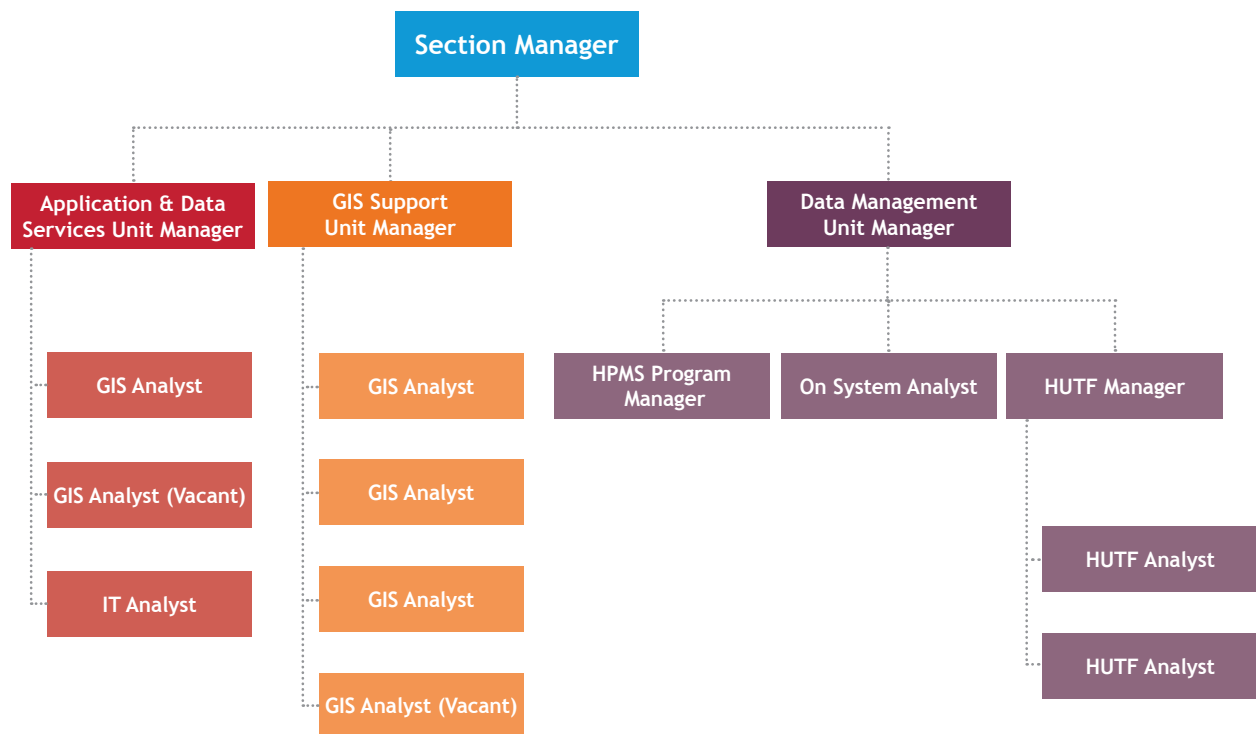 Section Manager
Application & Data
Services Unit Manager
GIS Support
Unit Manager
Data Management
Unit Manager
GIS Analyst
GIS Analyst (Vacant)
IT Analyst
GIS Analyst
GIS Analyst
GIS Analyst
GIS Analyst (Vacant)
HPMS Program
Manager
On System Analyst
HUTF Manager
HUTF Analyst
HUTF Analyst